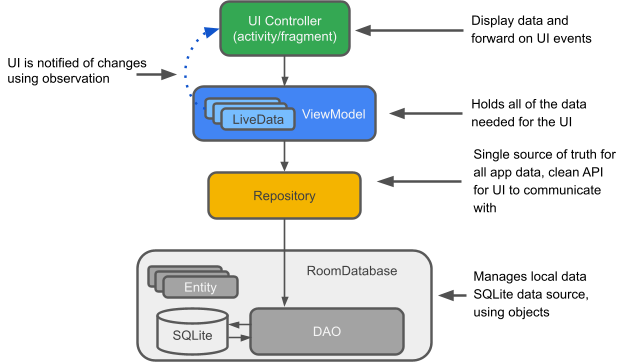 UI Controller
(activity/fragment)
Display data and
forward on UI events
UI is notified of changes
using observation
LiveData
ViewModel
Holds all of the data
needed for the UI
Single source of truth for
all app data, clean API
for UI to communicate
with
Repository
RoomDatabase
Entity
Manages local data
SQLite data source,
using objects
SQLite
DAO